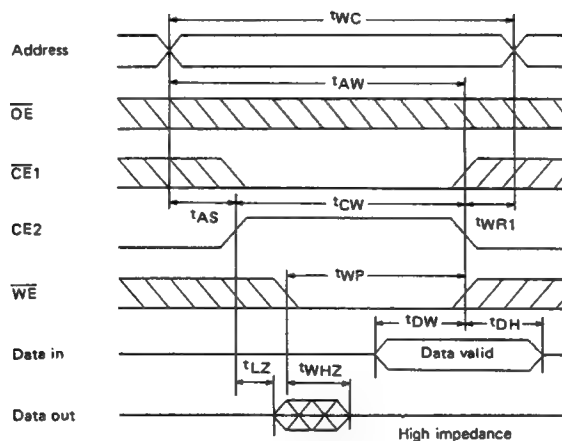 tWC
Address
tAW
OE
CE1
tAS
tCW
tWR1
CE2
tWP
WE
tDW
tDH
Data in
Data valid
tLZ
tWHZ
Data out
High impedance